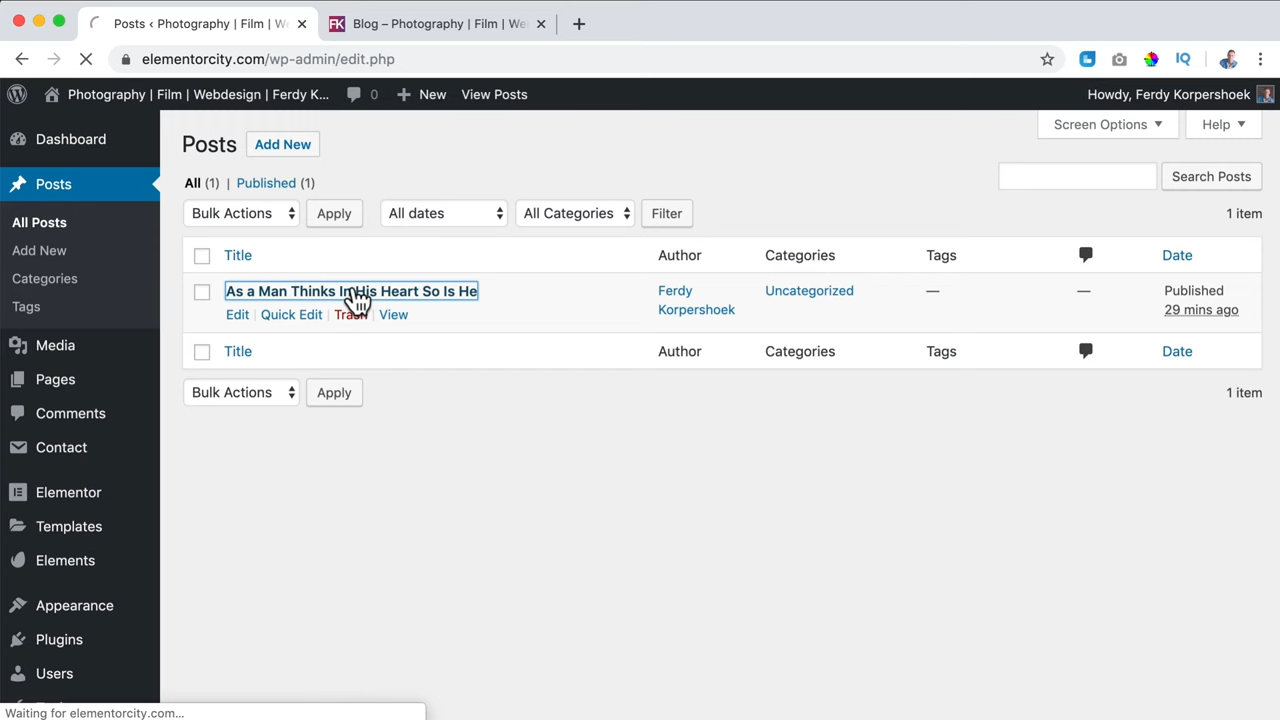 Posts ‹ Photography | Film | W
Blog – Photography | Film | We
elementorcity.com/wp-admin/edit.php
Photography | Film | Webdesign | Ferdy K...
0
New
View Posts
Howdy, Ferdy Korpershoek
Dashboard
Posts
All Posts
Add New
Categories
Tags
Media
Pages
Comments
Contact
Elementor
Templates
Elements
Appearance
Plugins
Users
Posts
Add New
Screen Options
Help
All (1) | Published (1)
Search Posts
Bulk Actions
Apply
All dates
All Categories
Filter
1 item
Title
Author
Categories
Tags
Date
As a Man Thinks In His Heart So Is He
Edit | Quick Edit | Trash | View
Ferdy
Korpershoek
Uncategorized
—
—
Published
29 mins ago
Title
Author
Categories
Tags
Date
Bulk Actions
Apply
1 item
Waiting for elementorcity.com...